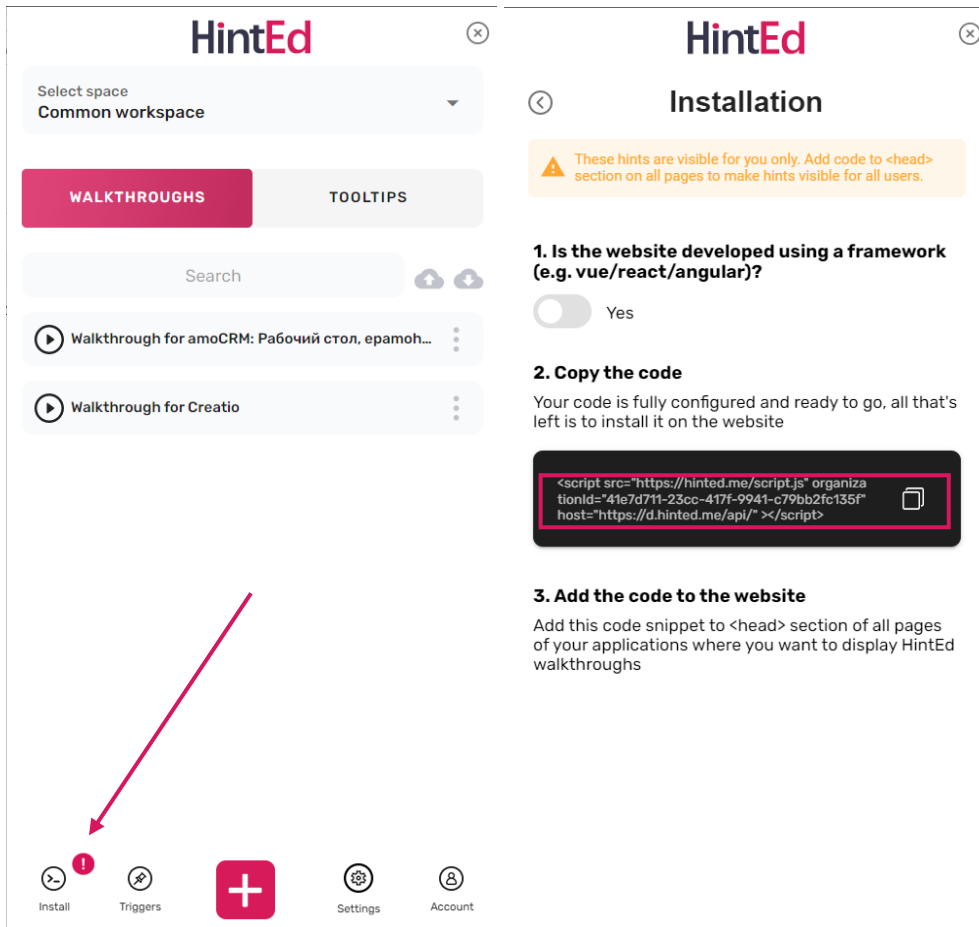 HintEd
Select space
Common workspace
WALKTHROUGHS
TOOLTIPS
Search
Walkthrough for amoCRM: Рабочий стол, epamoh...
Walkthrough for Creatio
!
Install
Triggers
Settings
Account
HintEd
Installation
These hints are visible for you only. Add code to <head>
section on all pages to make hints visible for all users.
1. Is the website developed using a framework
(e.g. vue/react/angular)?
Yes
2. Copy the code
Your code is fully configured and ready to go, all that's
left is to install it on the website
<script src="https://hinted.me/script.js" organiza
tionId="41e7d711-23cc-417f-9941-c79bb2fc135f"
host="https://d.hinted.me/api/" ></script>
3. Add the code to the website
Add this code snippet to <head> section of all pages
of your applications where you want to display HintEd
walkthroughs